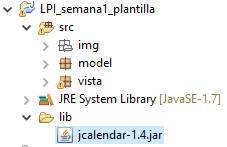 LPI_semana1_plantilla
src
img
model
vista
JRE System Library [JavaSE-1.7]
lib
jcalendar-1.4.jar